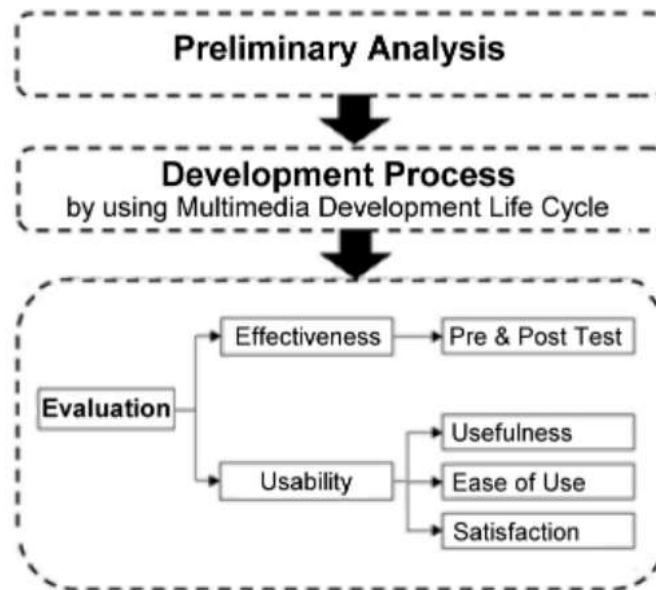 Preliminary Analysis
Development Process
by using Multimedia Development Life Cycle
Effectiveness
Pre & Post Test
Evaluation
Usefulness
Usability
Ease of Use
Satisfaction